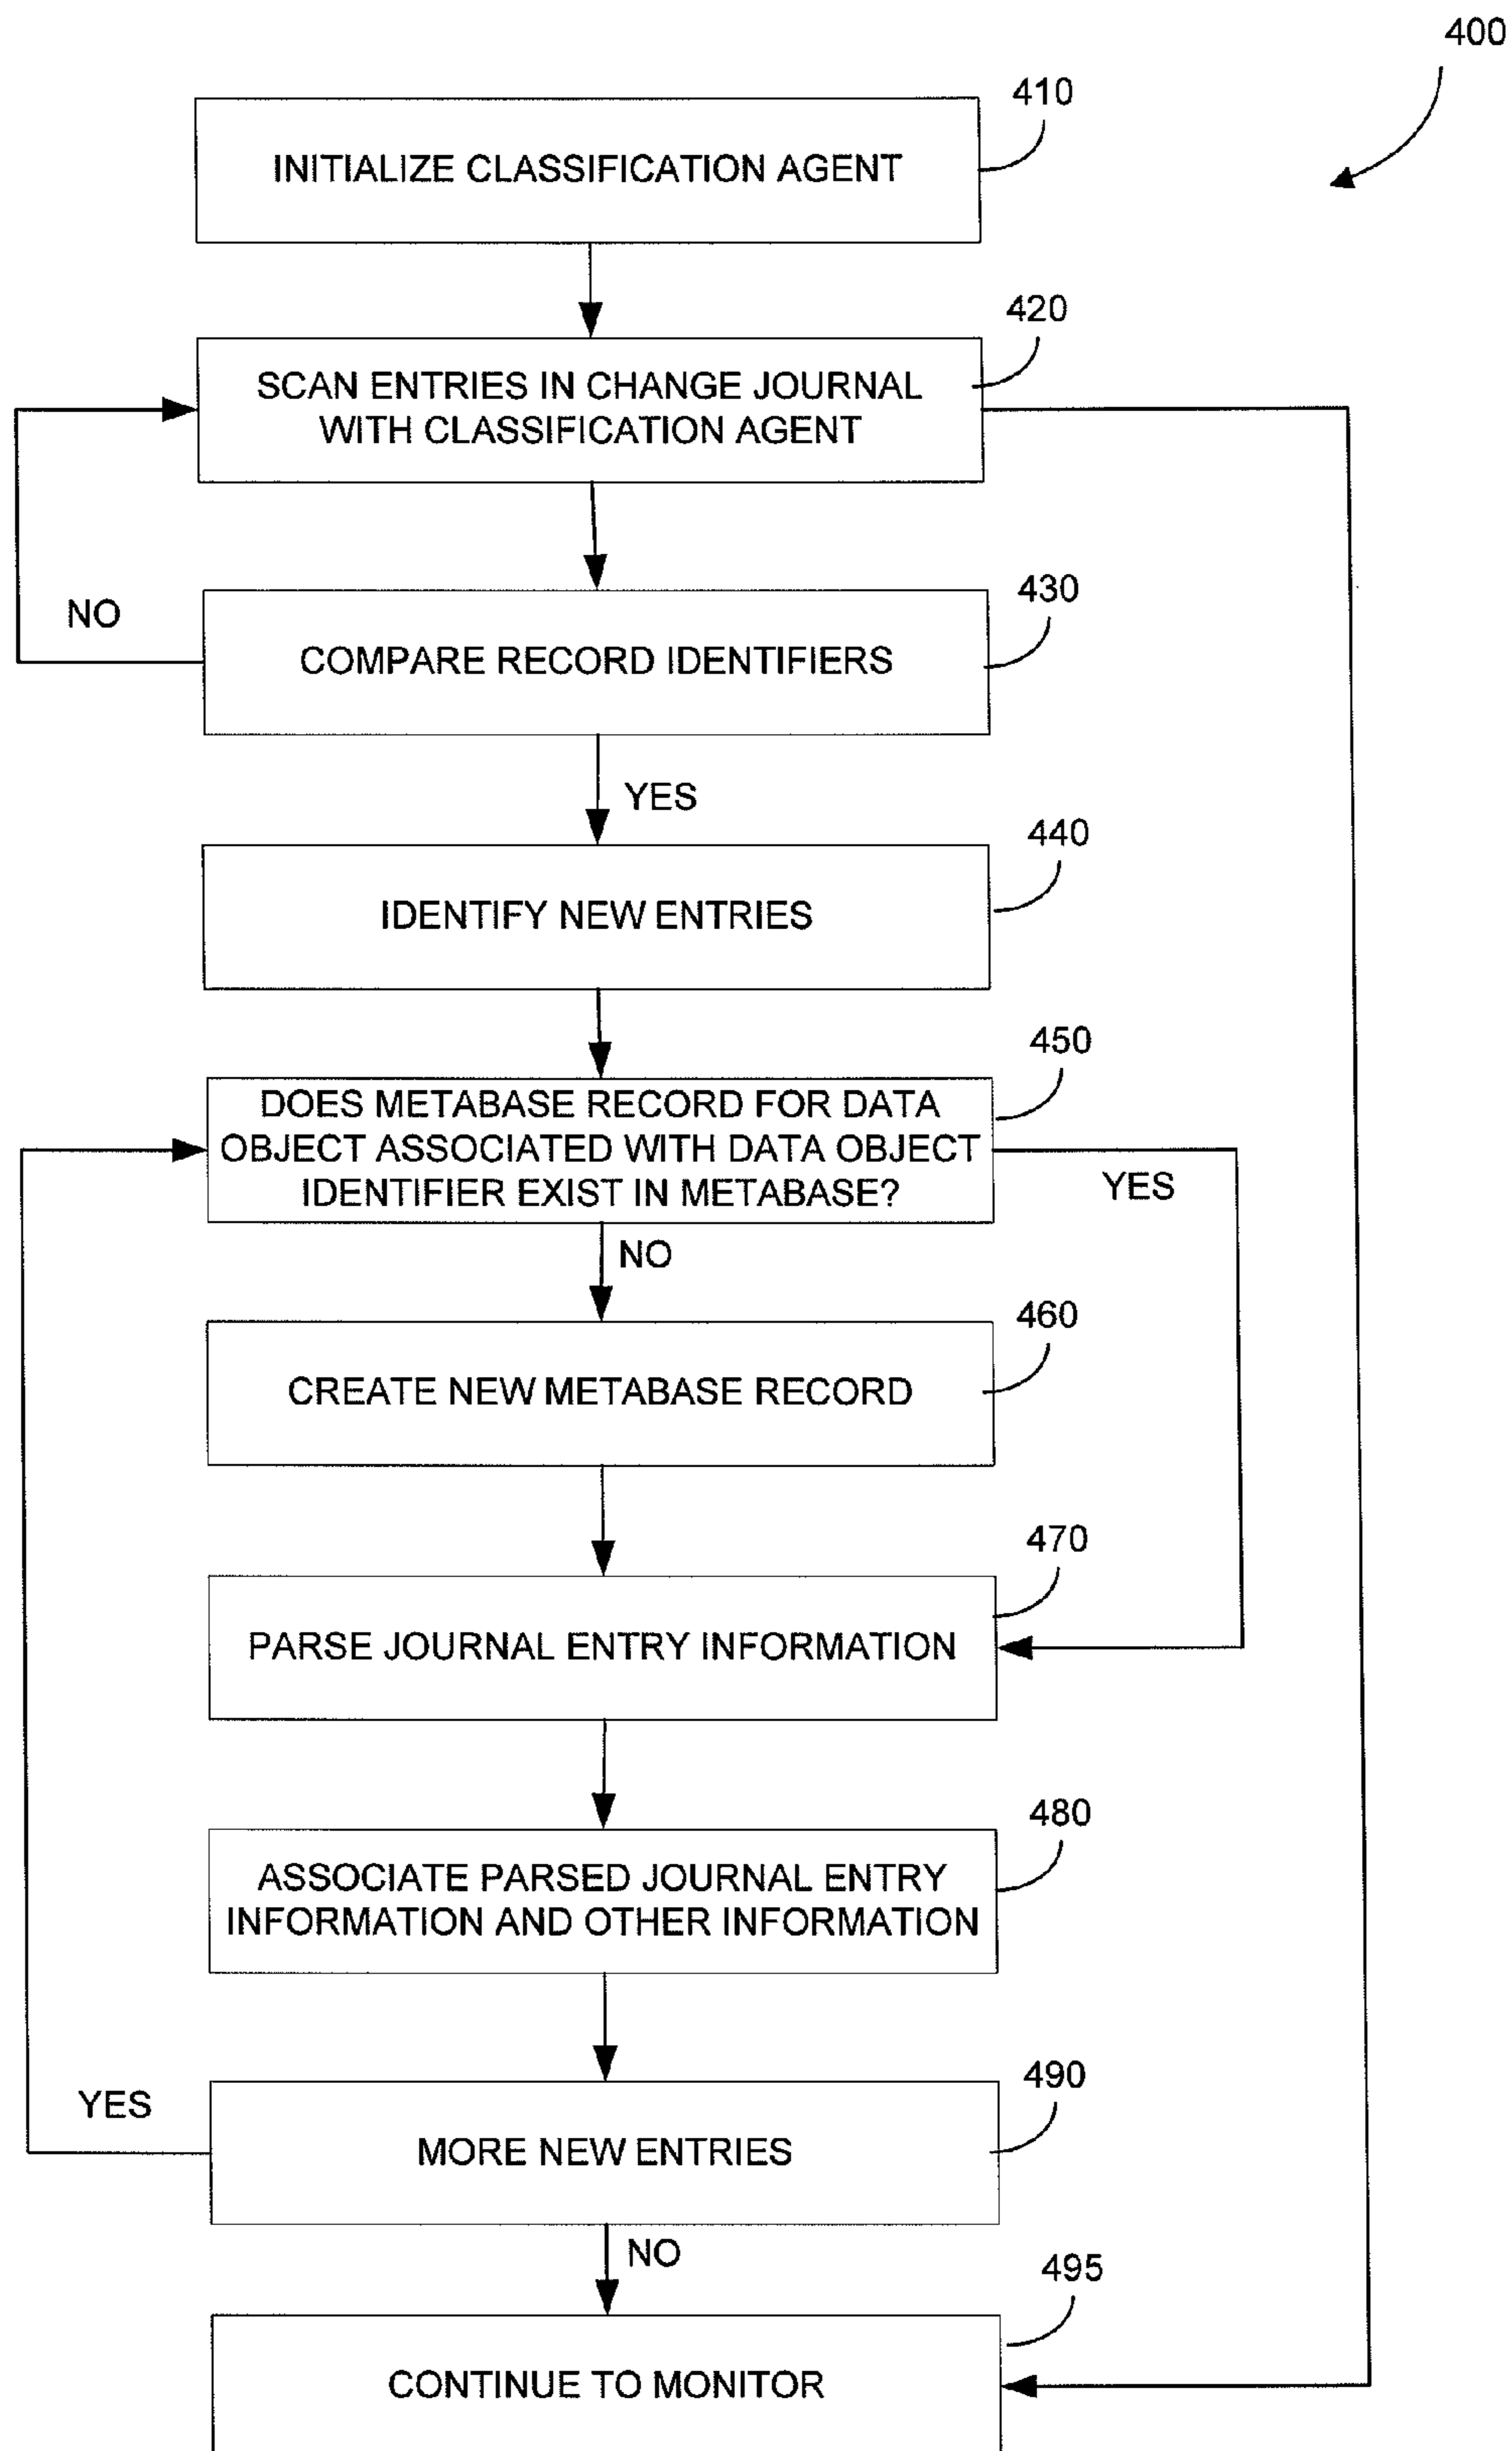 400
410
INITIALIZE CLASSIFICATION AGENT
420
SCAN ENTRIES IN CHANGE JOURNAL
WITH CLASSIFICATION AGENT
430
NO
COMPARE RECORD IDENTIFIERS
YES
440
IDENTIFY NEW ENTRIES
450
DOES METABASE RECORD FOR DATA
OBJECT ASSOCIATED WITH DATA OBJECT
IDENTIFIER EXIST IN METABASE?
YES
NO
460
CREATE NEW METABASE RECORD
470
PARSE JOURNAL ENTRY INFORMATION
480
ASSOCIATE PARSED JOURNAL ENTRY
INFORMATION AND OTHER INFORMATION
490
YES
MORE NEW ENTRIES
NO
495
CONTINUE TO MONITOR